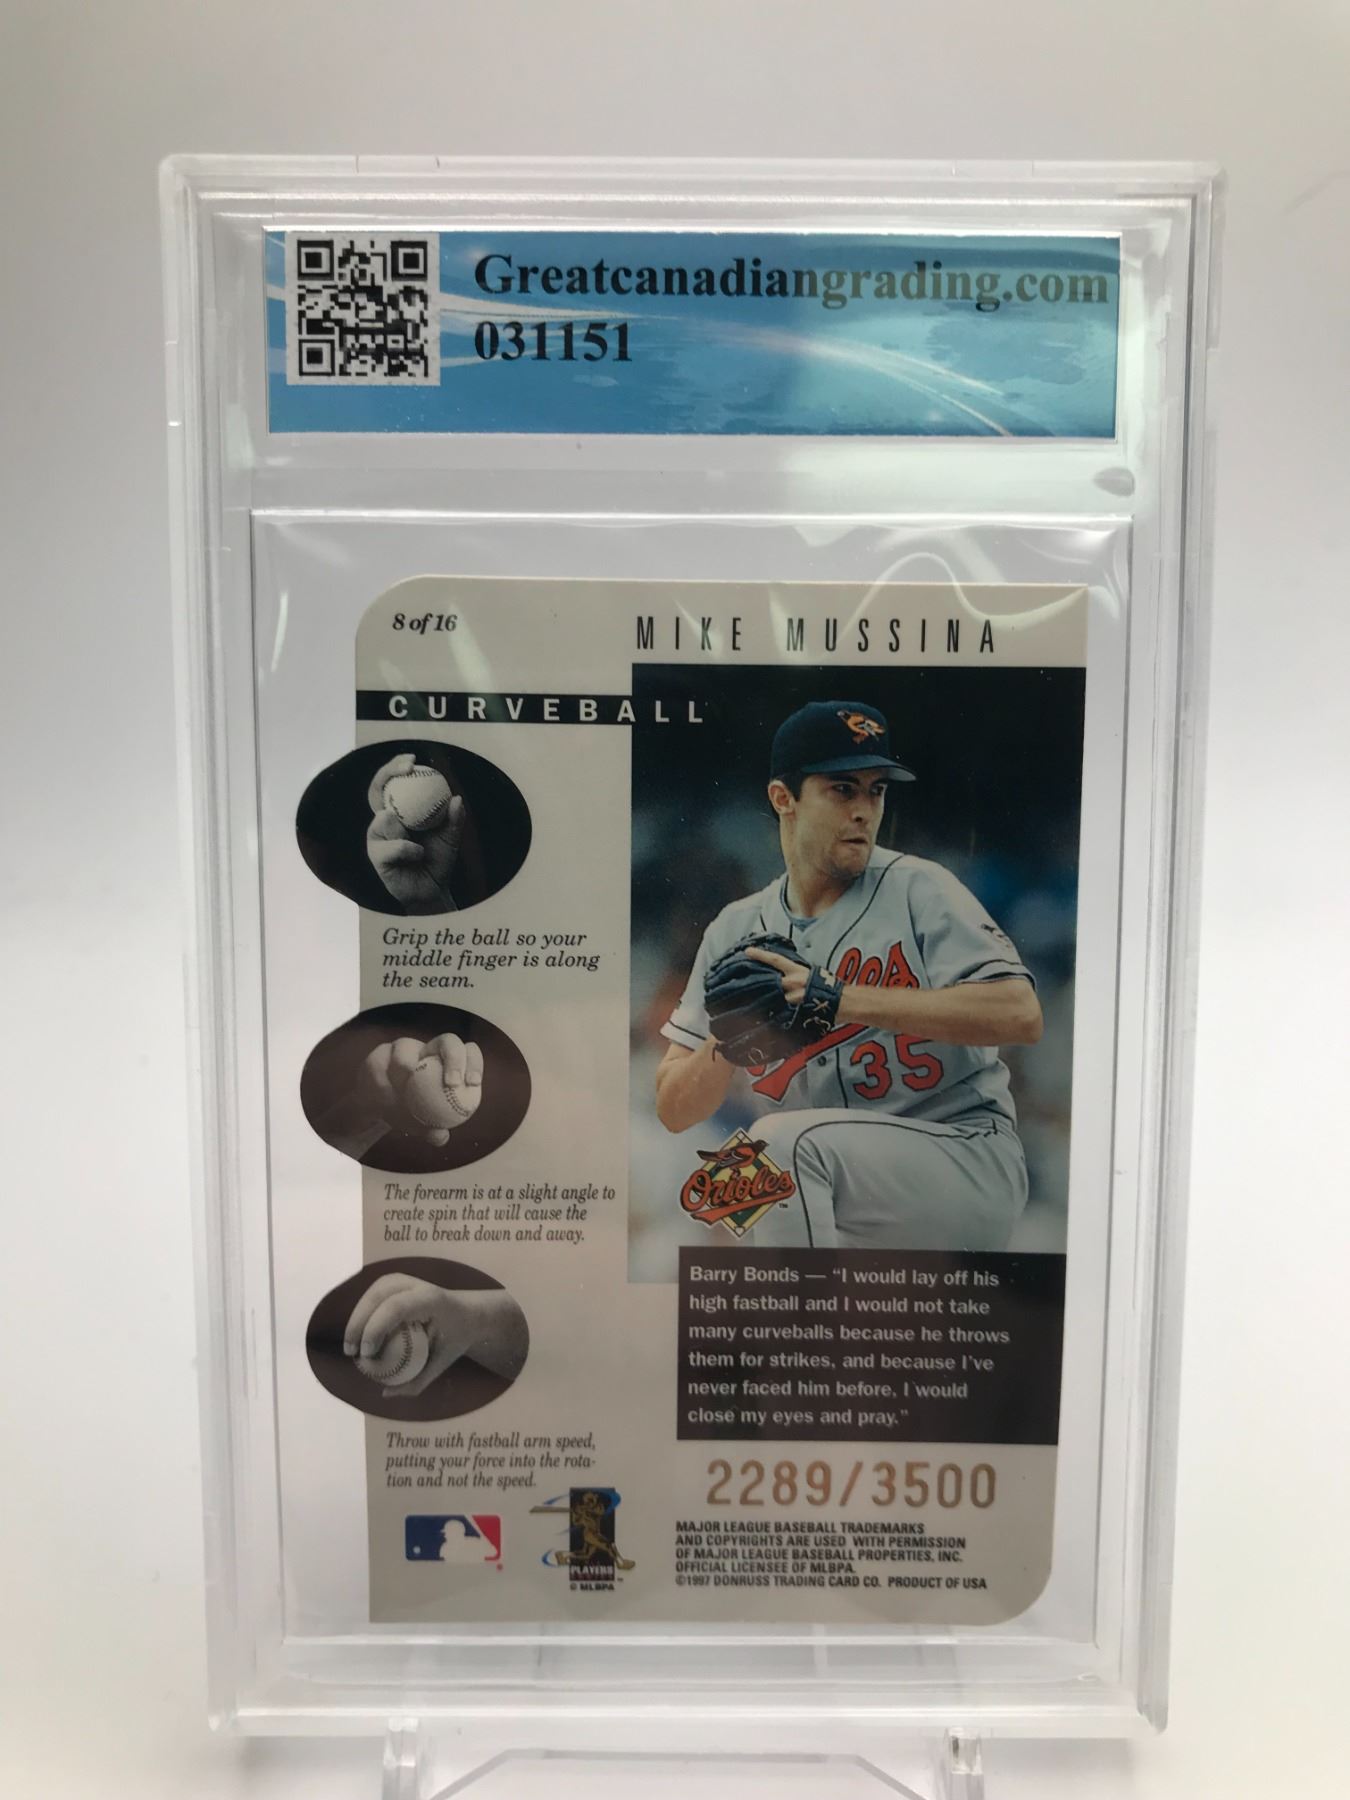 Greatcanadiangrading.com
031151
8 of 16
MIKE MUSSINA
CURVEBALL
Grip the ball so your
middle finger is along
the seam.
The forearm is at a slight angle to
create spin that will cause the
ball to break down and away.
Throw with fastball arm speed,
putting your force into the rota-
tion and not the speed.
35
Orioles
TM
Barry Bonds — “I would lay off his
high fastball and I would not take
many curveballs because he throws
them for strikes, and because I’ve
never faced him before, I would
close my eyes and pray.”
2289/3500
PLAYERS
© MLBPA
MAJOR LEAGUE BASEBALL TRADEMARKS
AND COPYRIGHTS ARE USED WITH PERMISSION
OF MAJOR LEAGUE BASEBALL PROPERTIES, INC.
OFFICIAL LICENSEE OF MLBPA.
©1997 DONRUSS TRADING CARD CO. PRODUCT OF USA